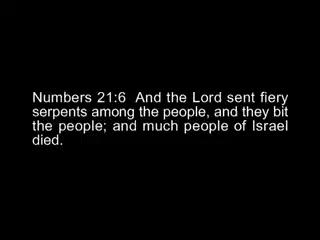 Numbers 21:6  And the Lord sent fiery
serpents among the people, and they bit
the people; and much people of Israel
died.